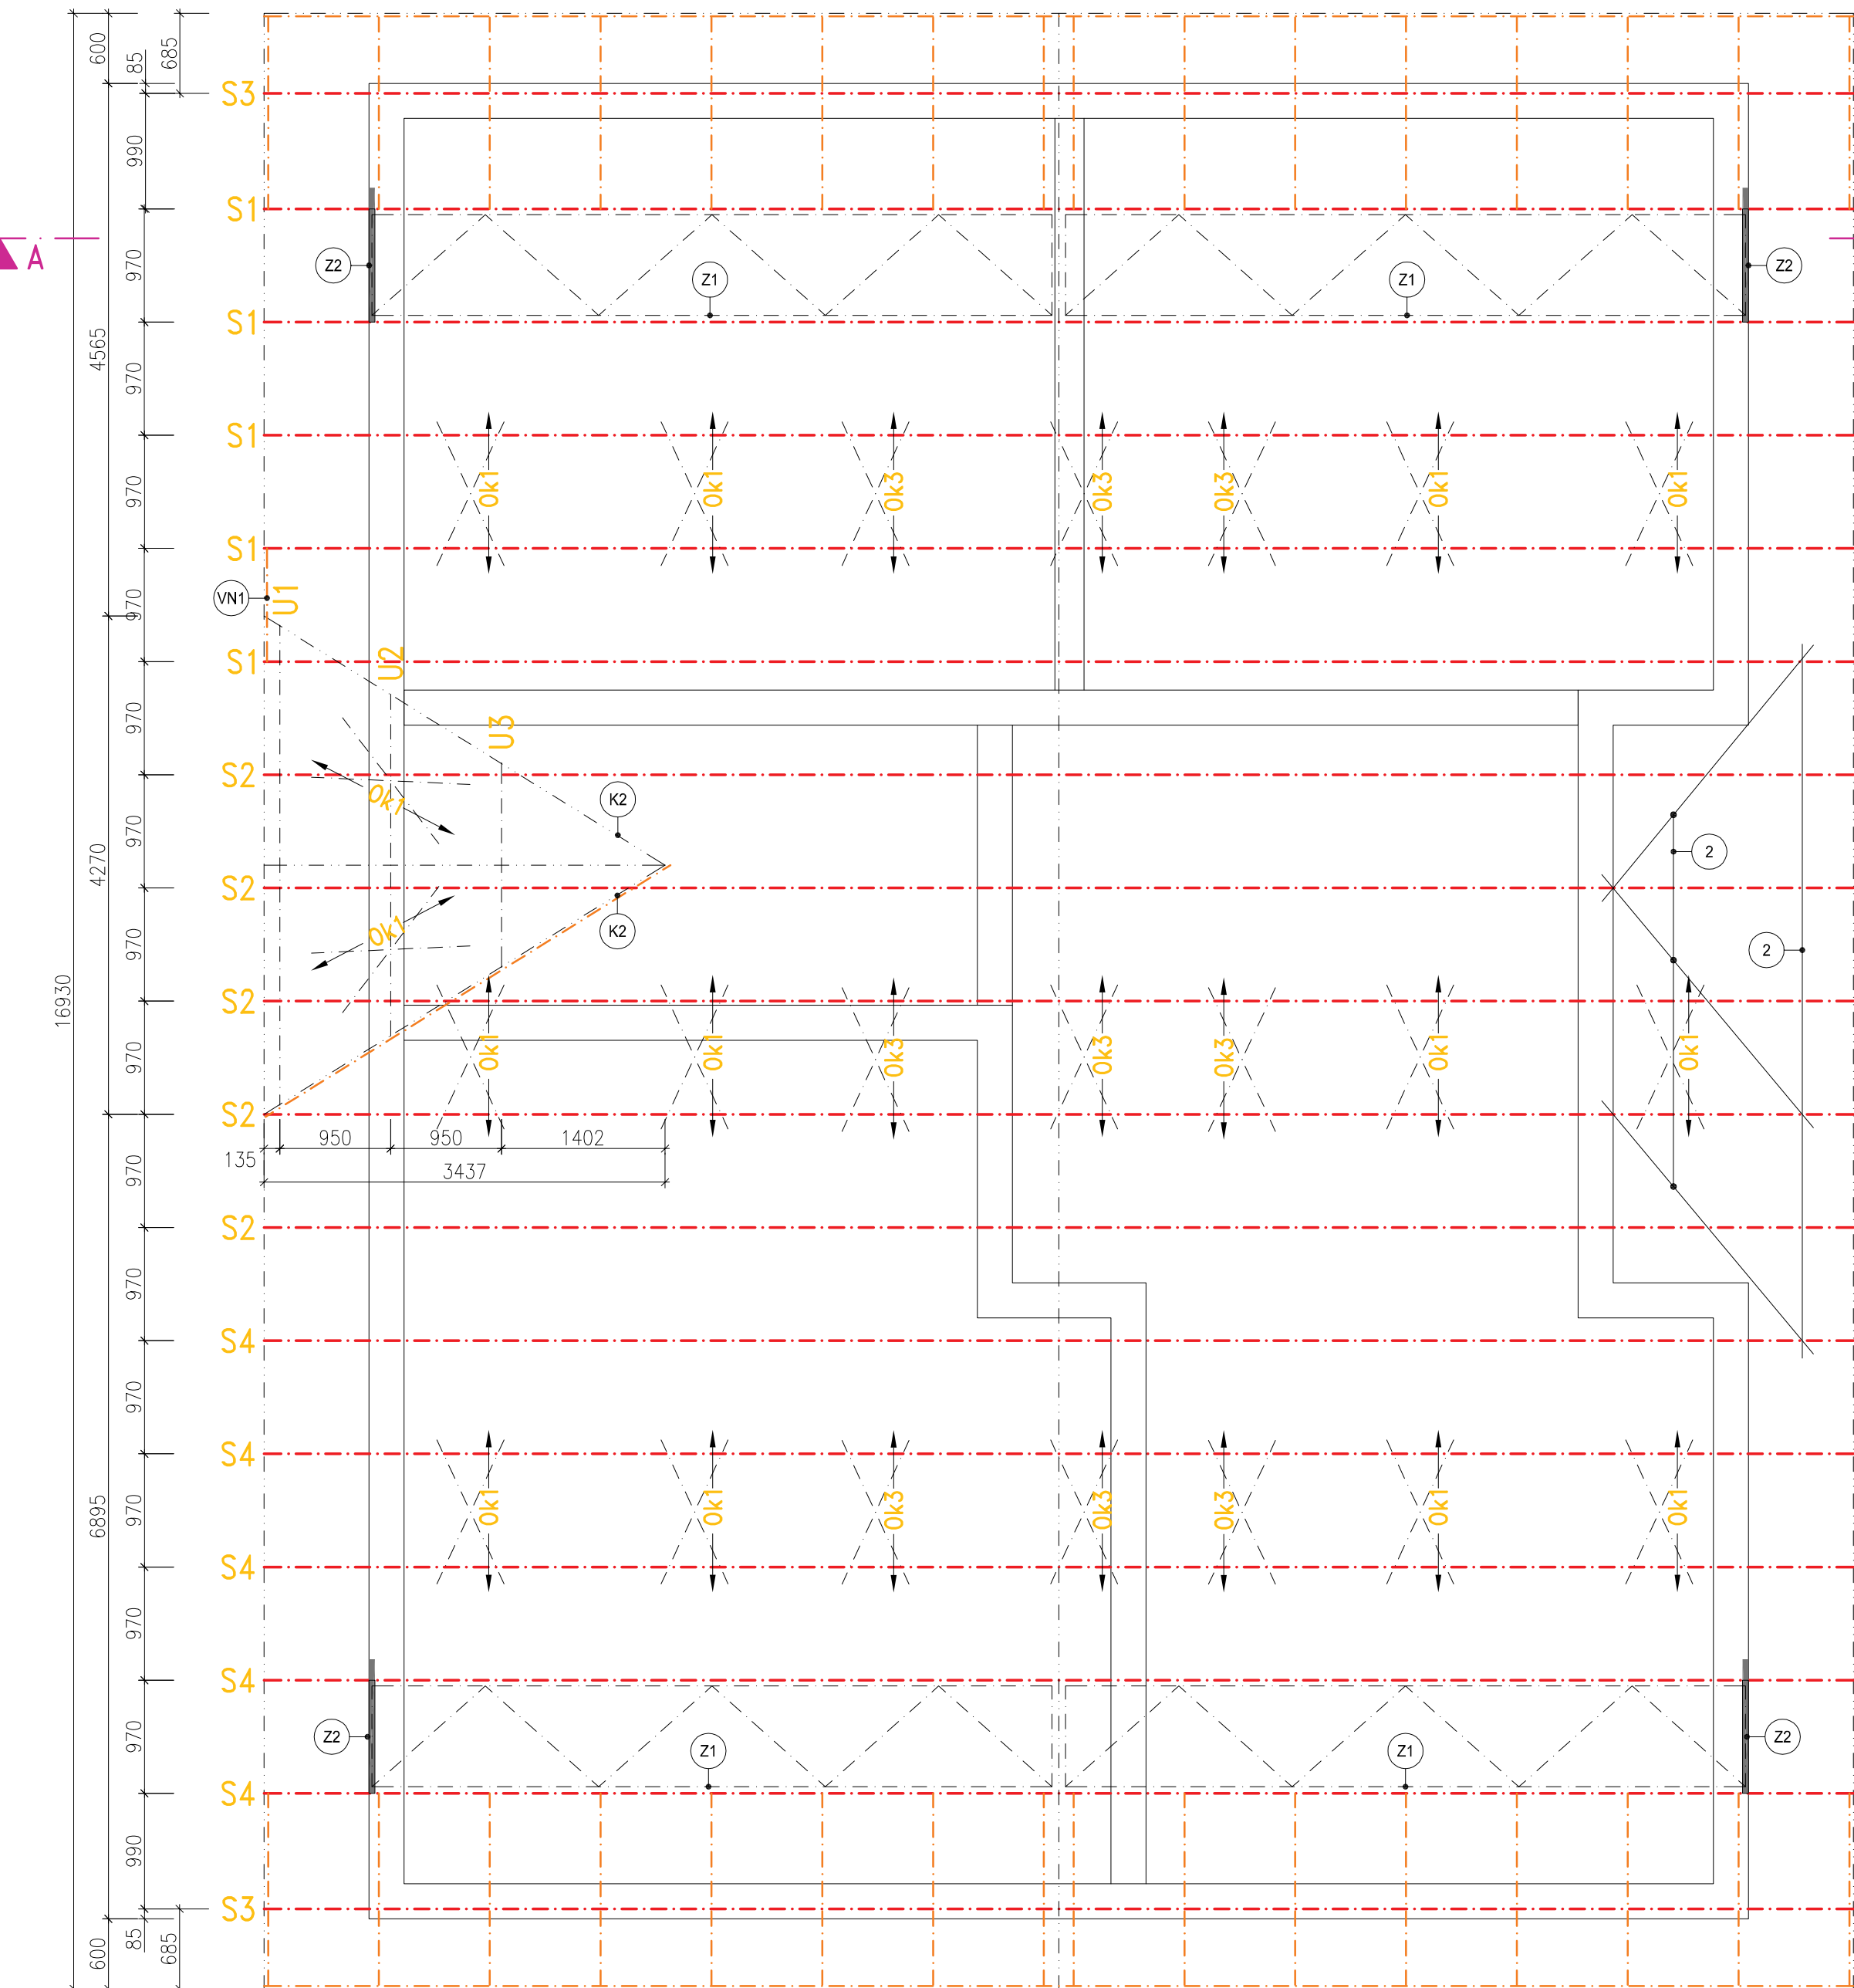 600
85
685
S3
990
S1
A
970
Z2
Z1
Z1
Z2
S1
4565
970
S1
970
Ok1
Ok1
Ok3
Ok3
Ok3
Ok1
Ok1
S1
970
VN1
U1
S1
U2
970
U3
S2
970
Ok1
K2
2
4270
S2
970
Ok1
K2
2
S2
16930
970
Ok1
Ok1
Ok3
Ok3
Ok3
Ok1
Ok1
S2
135
950
950
1402
3437
970
S2
970
S4
970
S4
6895
970
Ok1
Ok1
Ok3
Ok3
Ok3
Ok1
Ok1
S4
970
S4
970
Z2
Z1
Z1
Z2
S4
990
S3
85
600
685